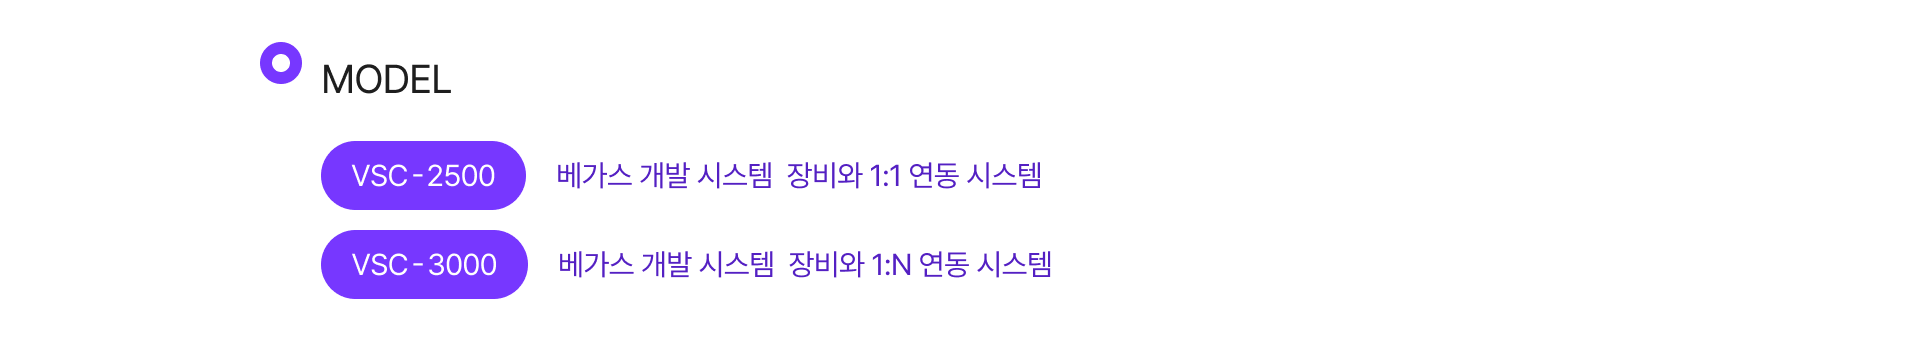 MODEL
VSC-2500 베가스 개발 시스템 장비와 1:1 연동 시스템
VSC-3000 베가스 개발 시스템 장비와 1:N 연동 시스템